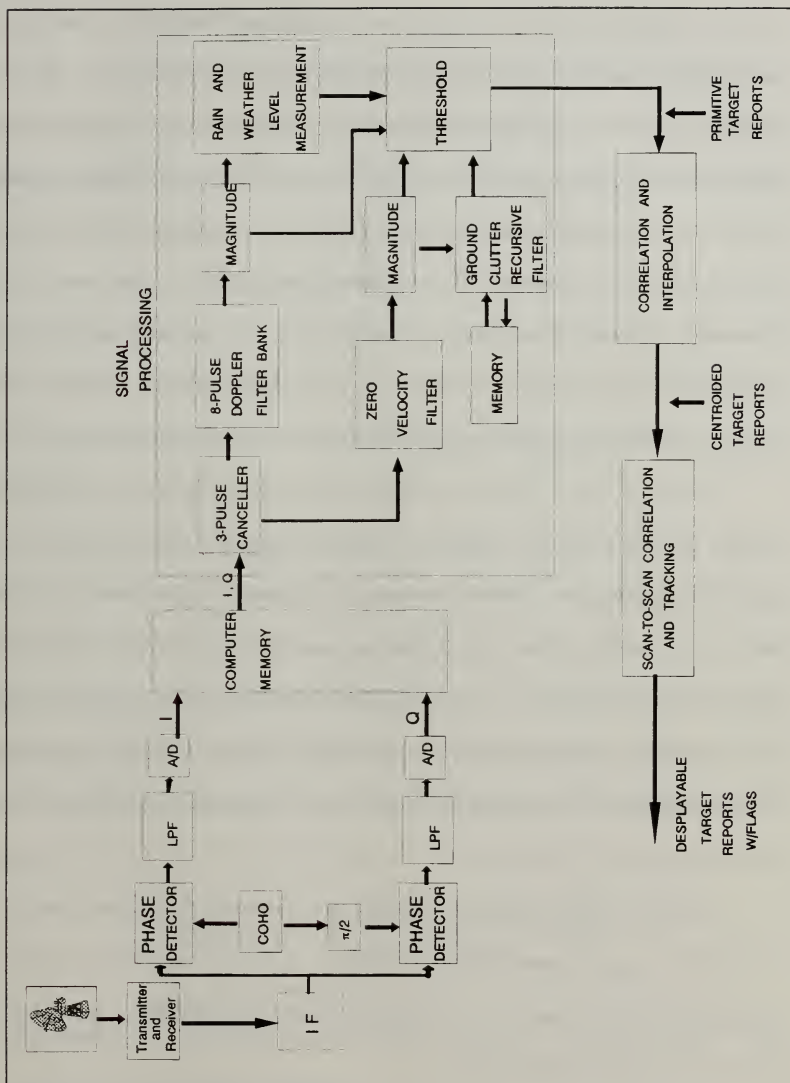 SIGNAL
PROCESSING
Transmitter
and
Receiver
I F
PHASE
DETECTOR
COHO
π/2
PHASE
DETECTOR
LPF
LPF
A/D
A/D
I
Q
COMPUTER
MEMORY
I, Q
3-PULSE
CANCELLER
8-PULSE
DOPPLER
FILTER BANK
MAGNITUDE
RAIN AND
WEATHER
LEVEL
MEASUREMENT
ZERO
VELOCITY
FILTER
MAGNITUDE
THRESHOLD
GROUND
CLUTTER
RECURSIVE
FILTER
MEMORY
PRIMITIVE
TARGET
REPORTS
CORRELATION AND
INTERPOLATION
CENTROIDED
TARGET
REPORTS
SCAN-TO-SCAN CORRELATION
AND TRACKING
DESPLAYABLE
TARGET
REPORTS
W/FLAGS